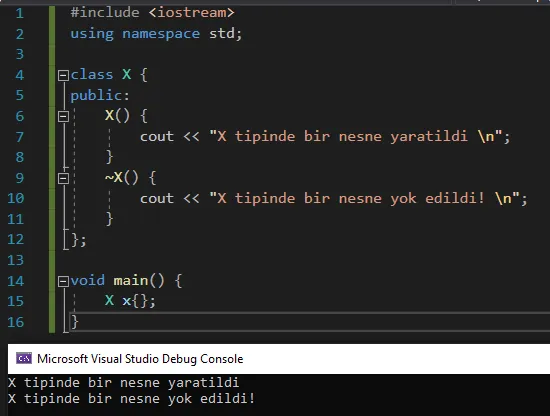 1 #include <iostream>
2 using namespace std;
3
4 class X {
5 public:
6 X() {
7 cout << "X tipinde bir nesne yaratildi \n";
8 }
9 ~X() {
10 cout << "X tipinde bir nesne yok edildi! \n";
11 }
12 };
13
14 void main() {
15 X x{};
16 }
C:\ Microsoft Visual Studio Debug Console
X tipinde bir nesne yaratildi
X tipinde bir nesne yok edildi!